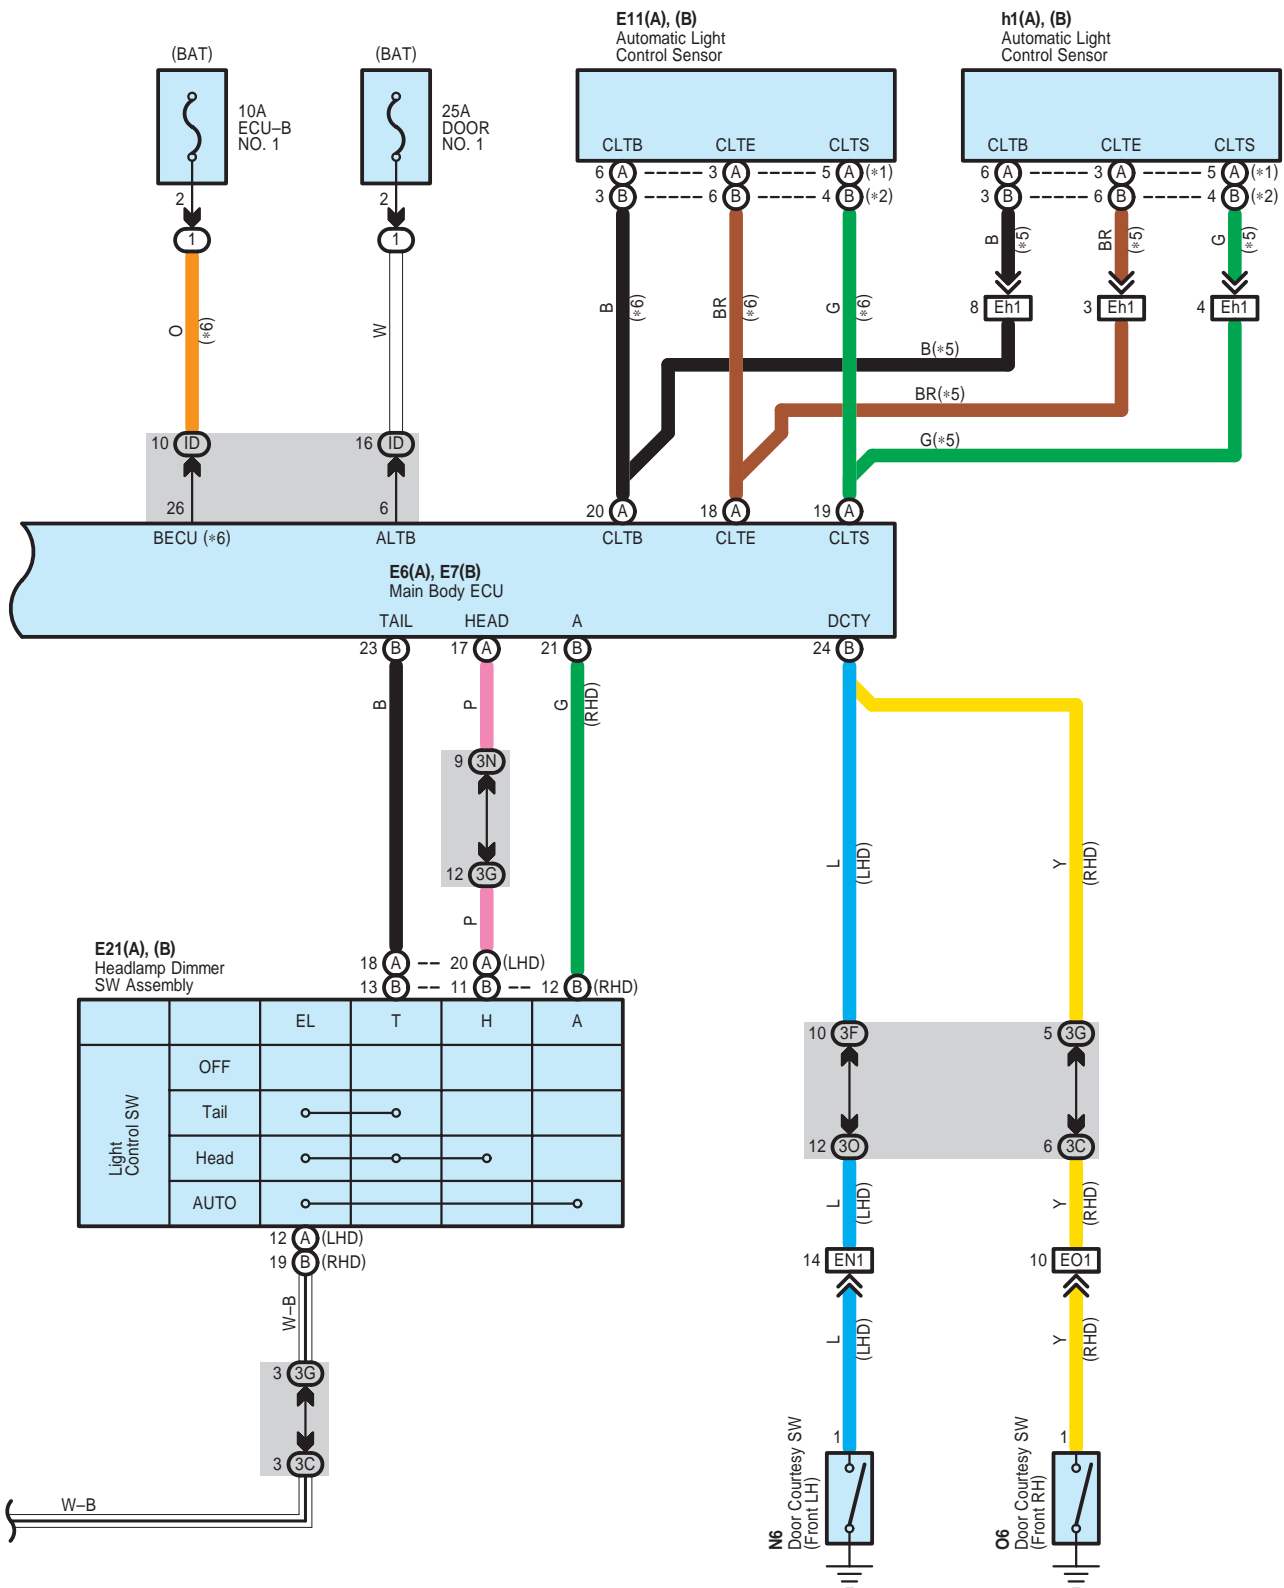 E11(A), (B)
Automatic Light
Control Sensor
h1(A), (B)
Automatic Light
Control Sensor
(BAT)
(BAT)
10A
ECU–B
NO. 1
25A
DOOR
NO. 1
CLTB CLTE CLTS
CLTB CLTE CLTS
6 A 3 A 5 A (*1)
3 B 6 B 4 B (*2)
6 A 3 A 5 A (*1)
3 B 6 B 4 B (*2)
2
2
1
1
B (*5)
BR (*5)
G (*5)
O (*6)
W
B (*6)
BR (*6)
G (*6)
8 Eh1
3 Eh1
4 Eh1
B(*5)
BR(*5)
G(*5)
10 ID
16 ID
26
6
20 A
18 A
19 A
BECU (*6) ALTB CLTB CLTE CLTS
E6(A), E7(B)
Main Body ECU
TAIL HEAD A DCTY
23 B
17 A
21 B
24 B
B
P
G (RHD)
9 3N
12 3G
P
L (LHD)
Y (RHD)
E21(A), (B)
Headlamp Dimmer
SW Assembly
18 A 20 A (LHD)
13 B 11 B 12 B (RHD)
EL T H A
Light
Control SW
OFF
Tail
Head
AUTO
10 3F
5 3G
12 3O
6 3C
L (LHD)
Y (RHD)
12 A (LHD)
19 B (RHD)
14 EN1
10 EO1
W–B
L (LHD)
Y (RHD)
3 3G
3 3C
W–B
1
1
N6
Door Courtesy SW
(Front LH)
O6
Door Courtesy SW
(Front RH)